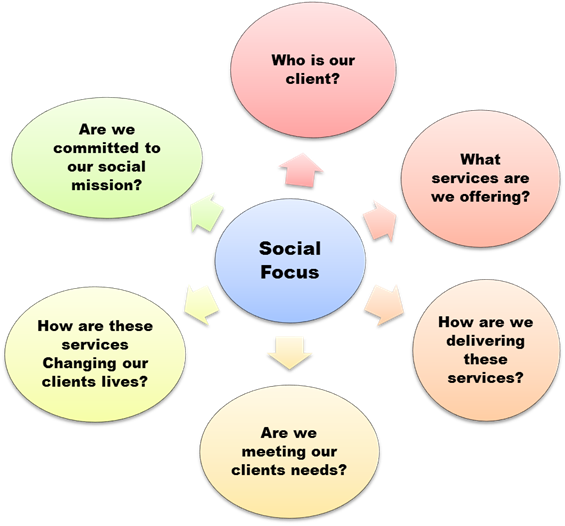 Who is our
client?
What
services are
we offering?
How are we
delivering
these
services?
Are we
meeting our
clients needs?
How are these
services
Changing our
clients lives?
Are we
committed to
our social
mission?
Social
Focus